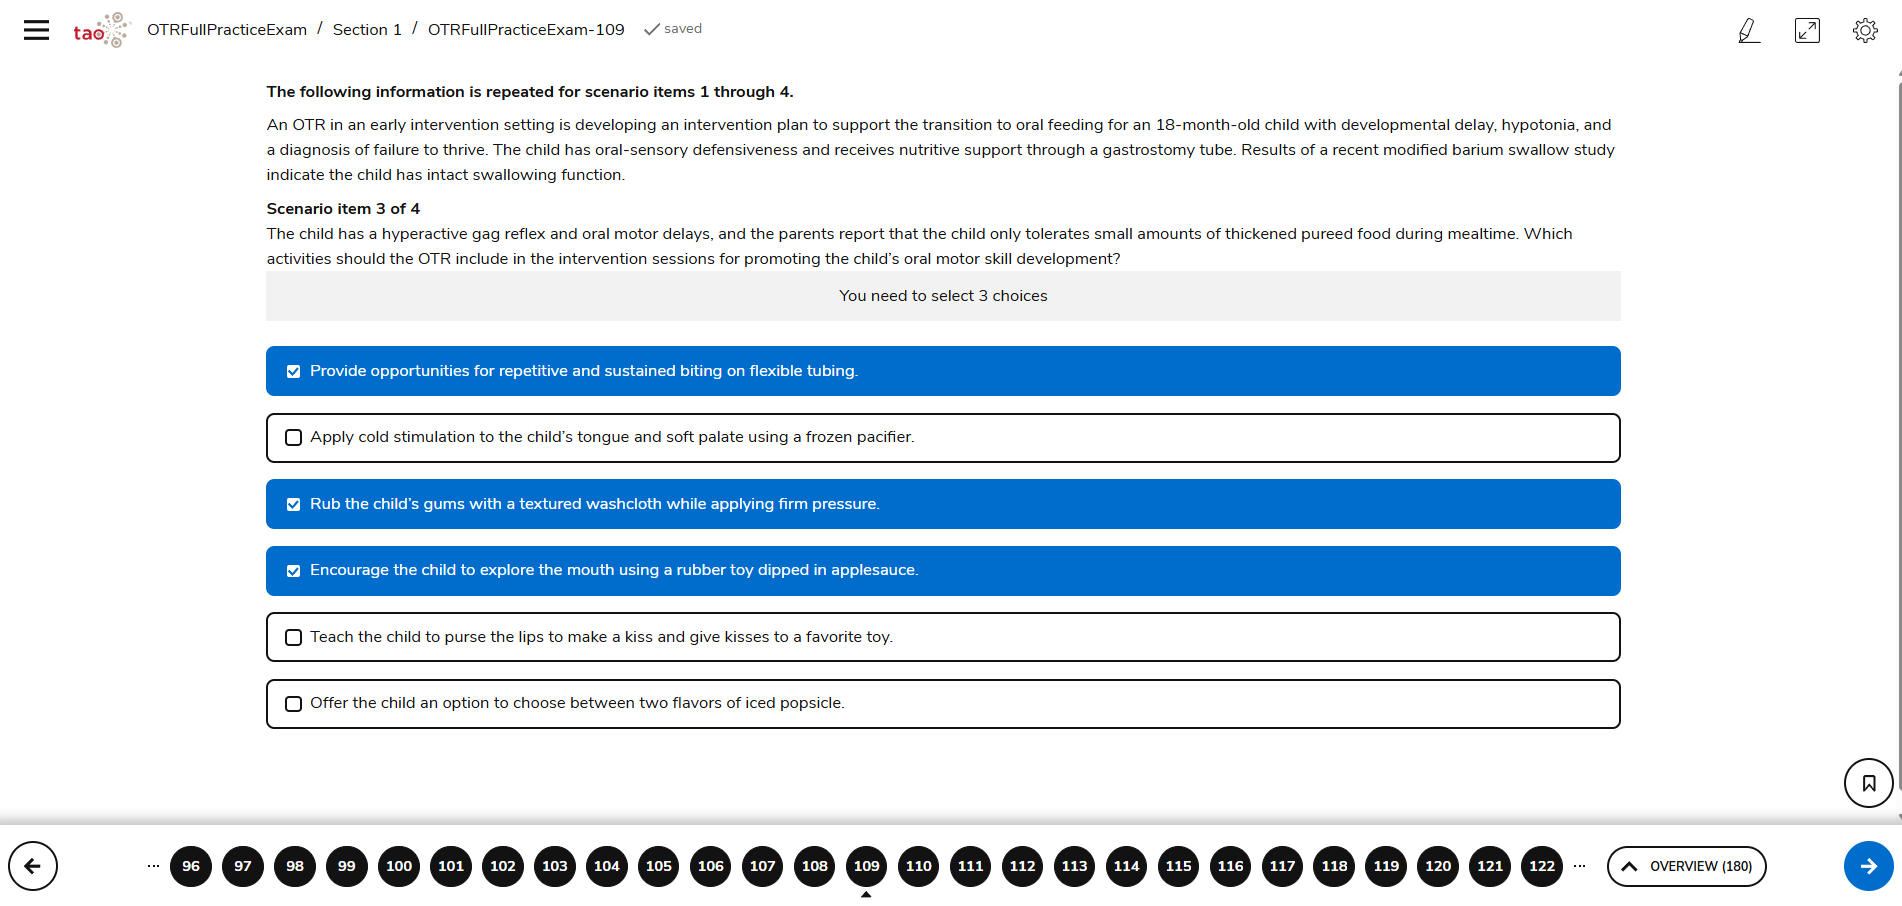 tao
OTRFullPracticeExam / Section 1 / OTRFullPracticeExam-109 saved
The following information is repeated for scenario items 1 through 4.
An OTR in an early intervention setting is developing an intervention plan to support the transition to oral feeding for an 18-month-old child with developmental delay, hypotonia, and
a diagnosis of failure to thrive. The child has oral-sensory defensiveness and receives nutritive support through a gastrostomy tube. Results of a recent modified barium swallow study
indicate the child has intact swallowing function.
Scenario item 3 of 4
The child has a hyperactive gag reflex and oral motor delays, and the parents report that the child only tolerates small amounts of thickened pureed food during mealtime. Which
activities should the OTR include in the intervention sessions for promoting the child's oral motor skill development?
You need to select 3 choices
Provide opportunities for repetitive and sustained biting on flexible tubing.
Apply cold stimulation to the child's tongue and soft palate using a frozen pacifier.
Rub the child's gums with a textured washcloth while applying firm pressure.
Encourage the child to explore the mouth using a rubber toy dipped in applesauce.
Teach the child to purse the lips to make a kiss and give kisses to a favorite toy.
Offer the child an option to choose between two flavors of iced popsicle.
... 96 97 98 99 100 101 102 103 104 105 106 107 108 109 110 111 112 113 114 115 116 117 118 119 120 121 122 ... OVERVIEW (180)